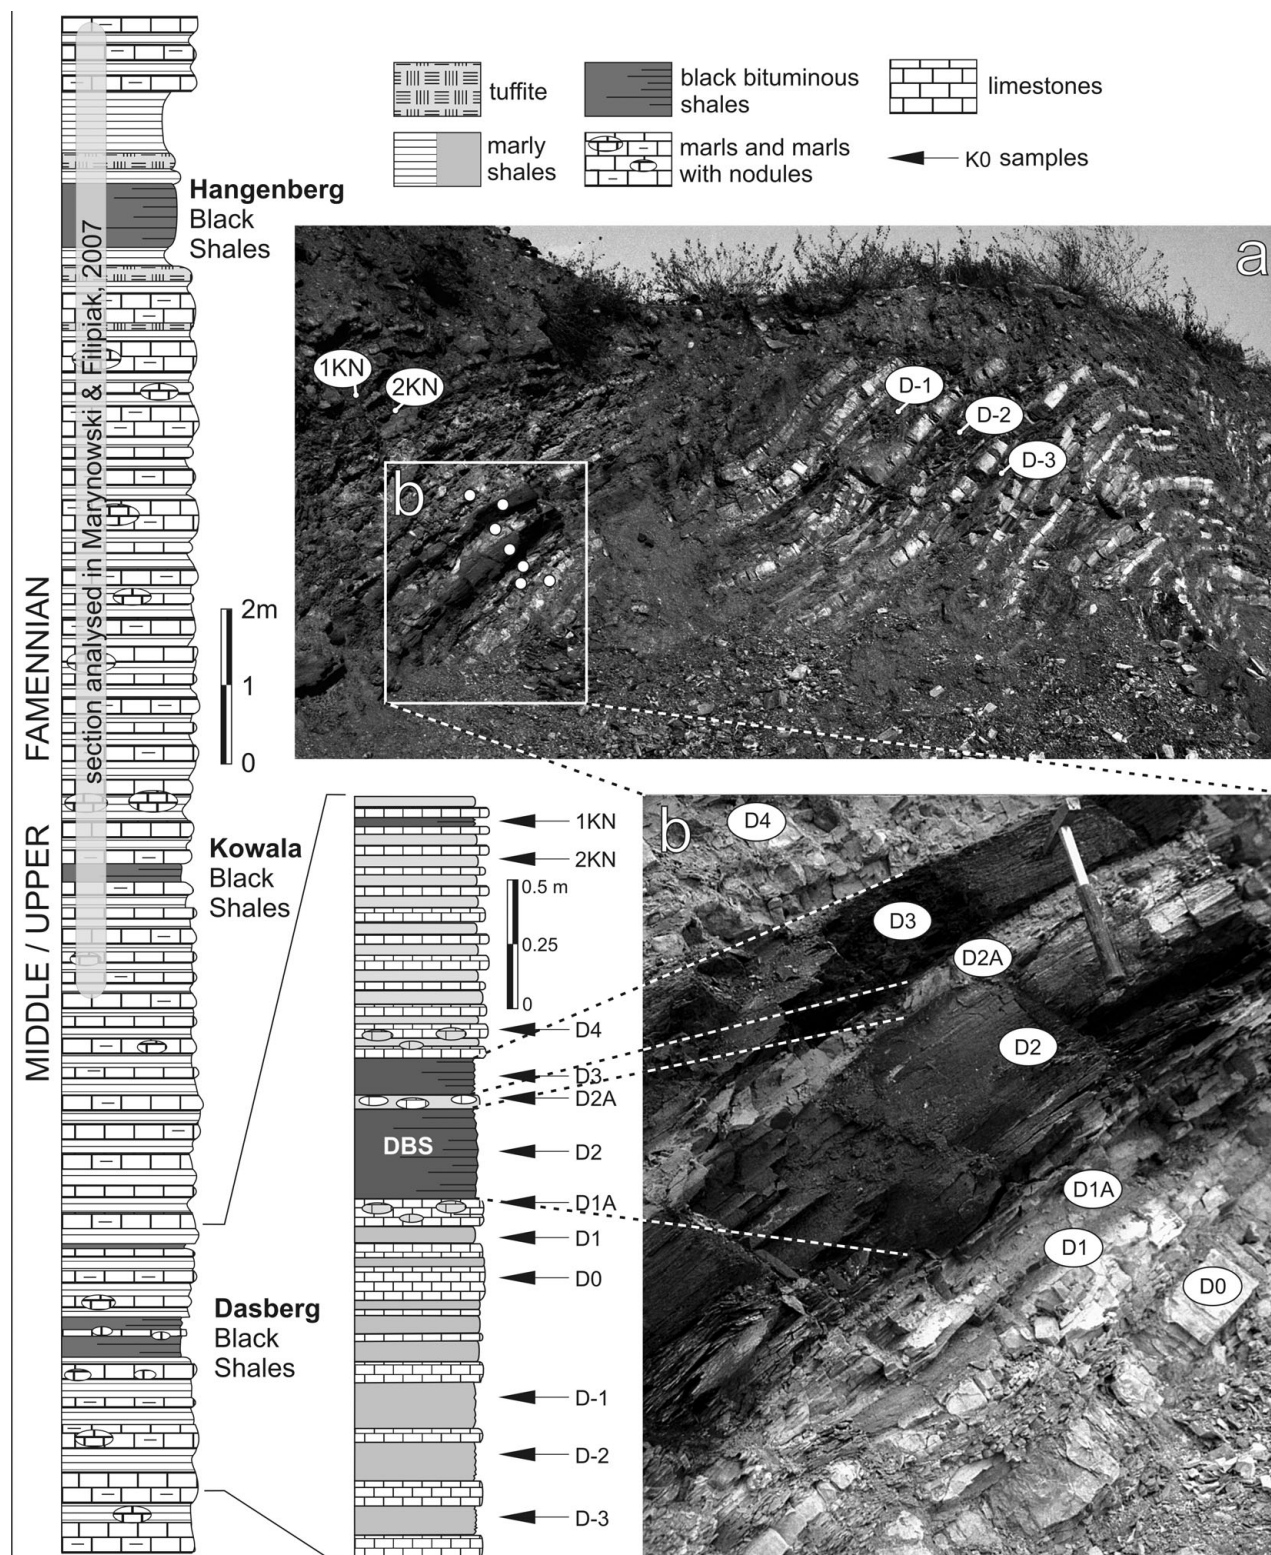 tuffite
black bituminous
shales
limestones
marly
shales
marls and marls
with nodules
K0 samples
MIDDLE / UPPER FAMENNIAN
section analysed in Marynowski & Filipiak, 2007
Hangenberg
Black
Shales
2m
1
0
Kowala
Black
Shales
Dasberg
Black
Shales
a
1KN
2KN
D-1
D-2
D-3
b
1KN
2KN
0.5 m
0.25
0
D4
D3
D2A
DBS
D2
D1A
D1
D0
D-1
D-2
D-3
b
D4
D3
D2A
D2
D1A
D1
D0